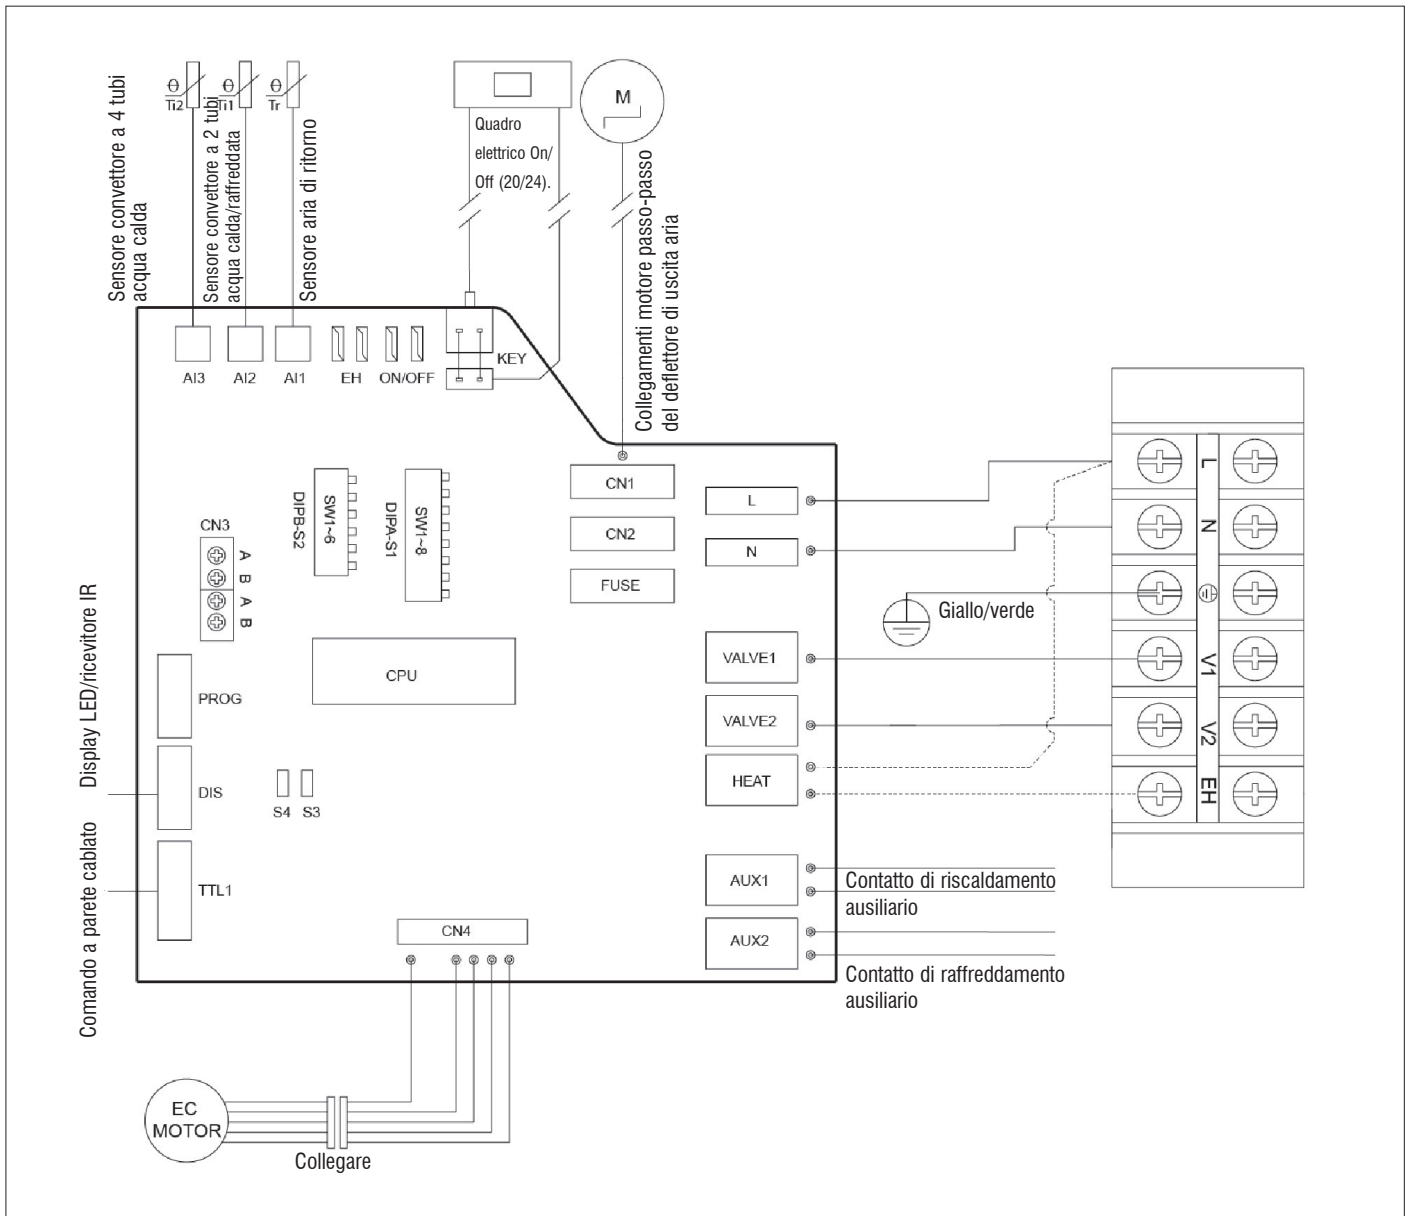 Sensore convettore a 4 tubi
acqua calda
θ
Ti2
Sensore convettore a 2 tubi
acqua calda/raffreddata
θ
Ti1
Sensore aria di ritorno
θ
Tr
Quadro
elettrico On/
Off (20/24).
M
Collegamenti motore passo-passo
del deflettore di uscita aria
AI3
AI2
AI1
EH
ON/OFF
KEY
DIPB-S2
SW1~6
DIPA-S1
SW1~8
CN1
CN2
FUSE
L
N
CN3
A
B
A
B
Giallo/verde
L
N
V1
V2
EH
CPU
VALVE1
VALVE2
HEAT
Display LED/ricevitore IR
PROG
DIS
S4
S3
Comando a parete cablato
TTL1
AUX1
Contatto di riscaldamento
ausiliario
AUX2
Contatto di raffreddamento
ausiliario
CN4
EC
MOTOR
Collegare